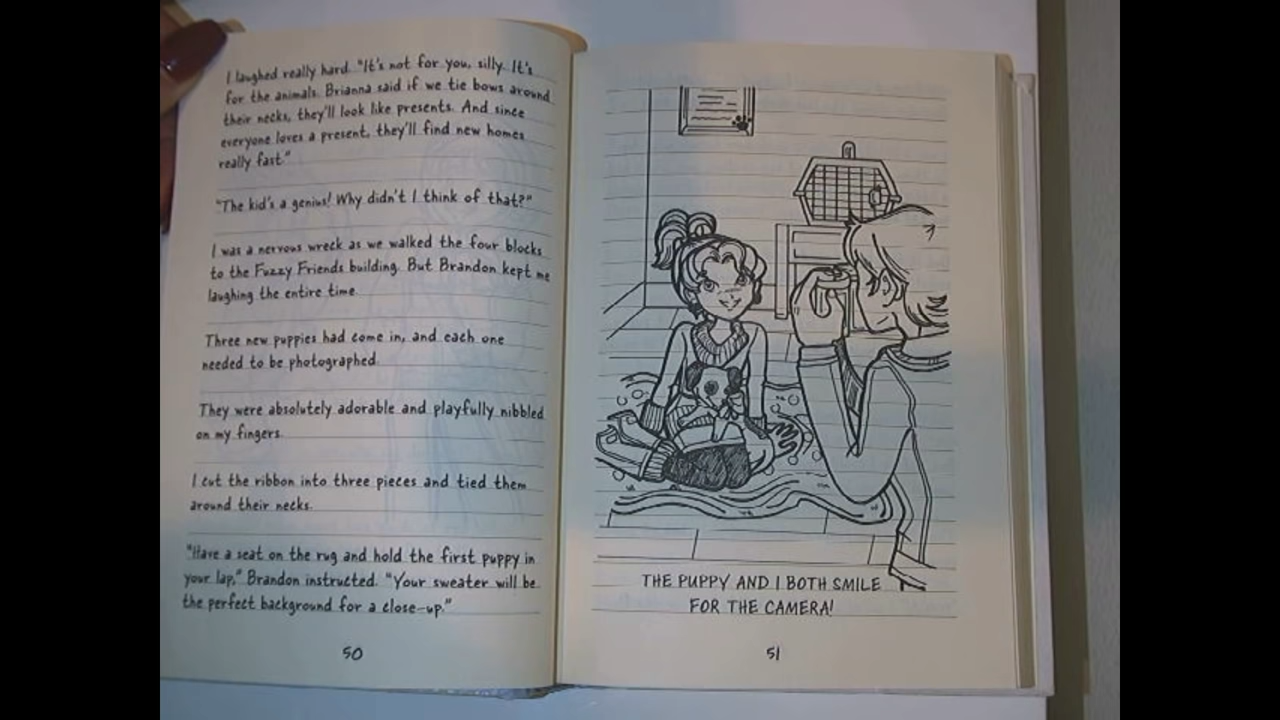 I laughed really hard. "It's not for you, silly. It's
for the animals. Brianna said if we tie bows around
their necks, they'll look like presents. And since
everyone loves a present, they'll find new homes
really fast."
"The kid's a genius! Why didn't I think of that?"
I was a nervous wreck as we walked the four blocks
to the Fuzzy Friends building. But Brandon kept me
laughing the entire time.
Three new puppies had come in, and each one
needed to be photographed.
They were absolutely adorable and playfully nibbled
on my fingers.
I cut the ribbon into three pieces and tied them
around their necks.
"Have a seat on the rug and hold the first puppy in
your lap," Brandon instructed. "Your sweater will be
the perfect background for a close-up."
50
THE PUPPY AND I BOTH SMILE
FOR THE CAMERA!
51